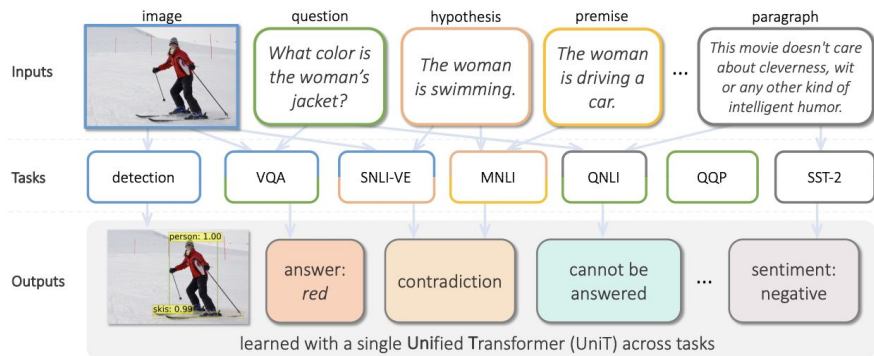 image question hypothesis premise paragraph
Inputs
What color is
the woman's
jacket?
The woman
is swimming.
The woman
is driving a
car.
...
This movie doesn't care
about cleverness, wit
or any other kind of
intelligent humor.
Tasks
detection VQA SNLI-VE MNLI QNLI QQP SST-2
Outputs
person: 1.00
skis: 0.99
answer:
red
contradiction
cannot be
answered
...
sentiment:
negative
learned with a single Unified Transformer (UniT) across tasks